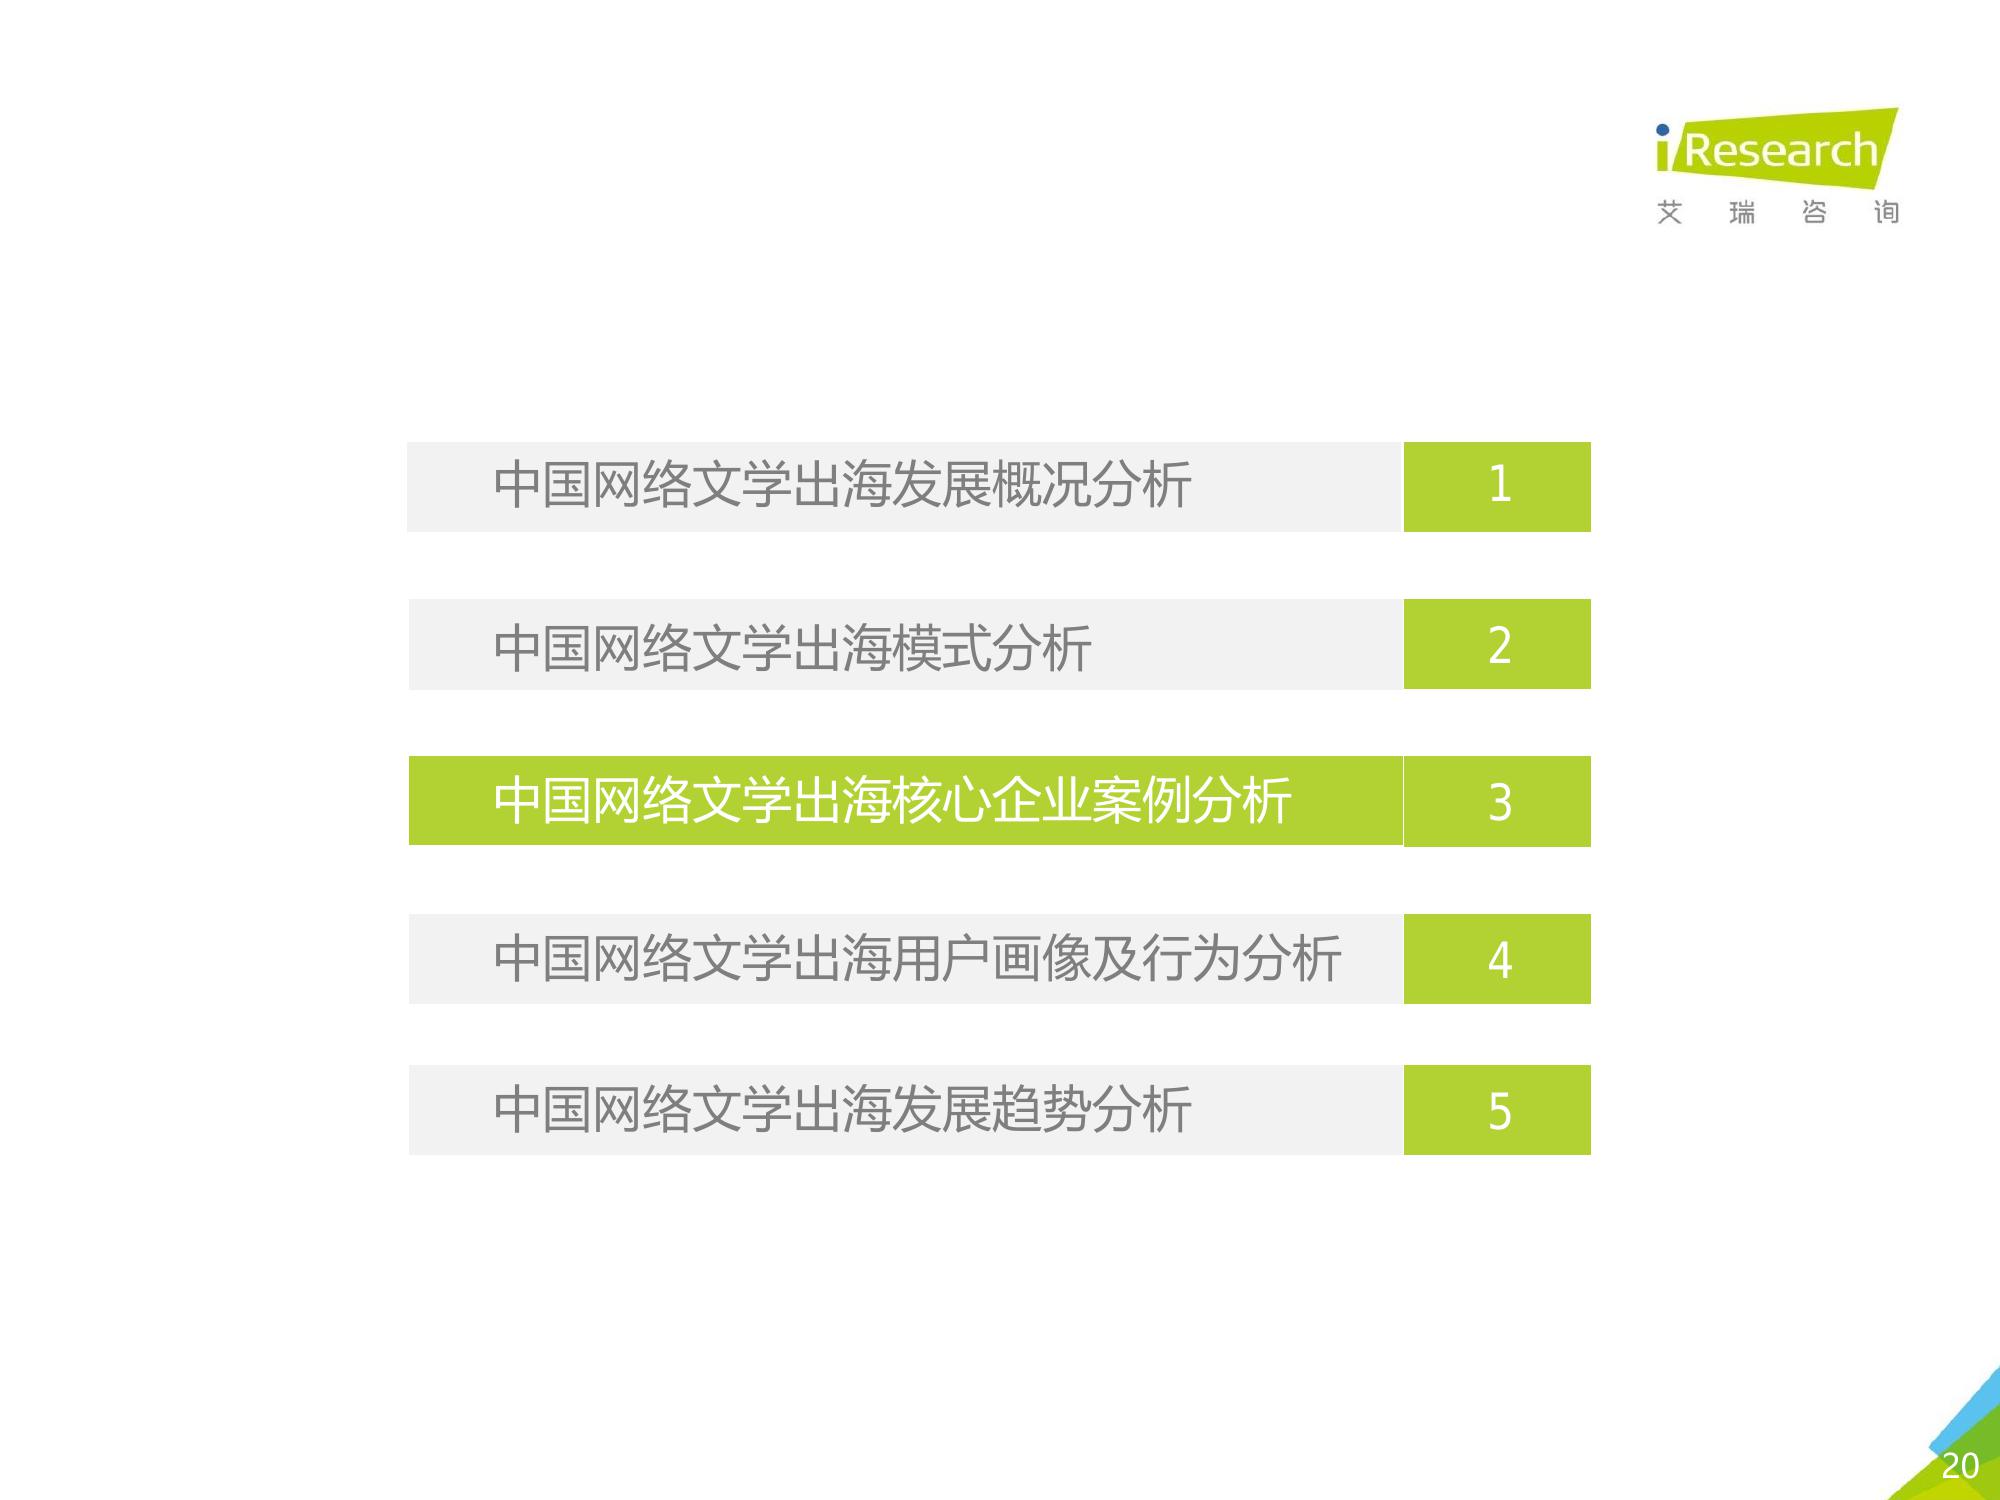 iResearch
艾瑞咨询
中国网络文学出海发展概况分析 1
中国网络文学出海模式分析 2
中国网络文学出海核心企业案例分析 3
中国网络文学出海用户画像及行为分析 4
中国网络文学出海发展趋势分析 5
20